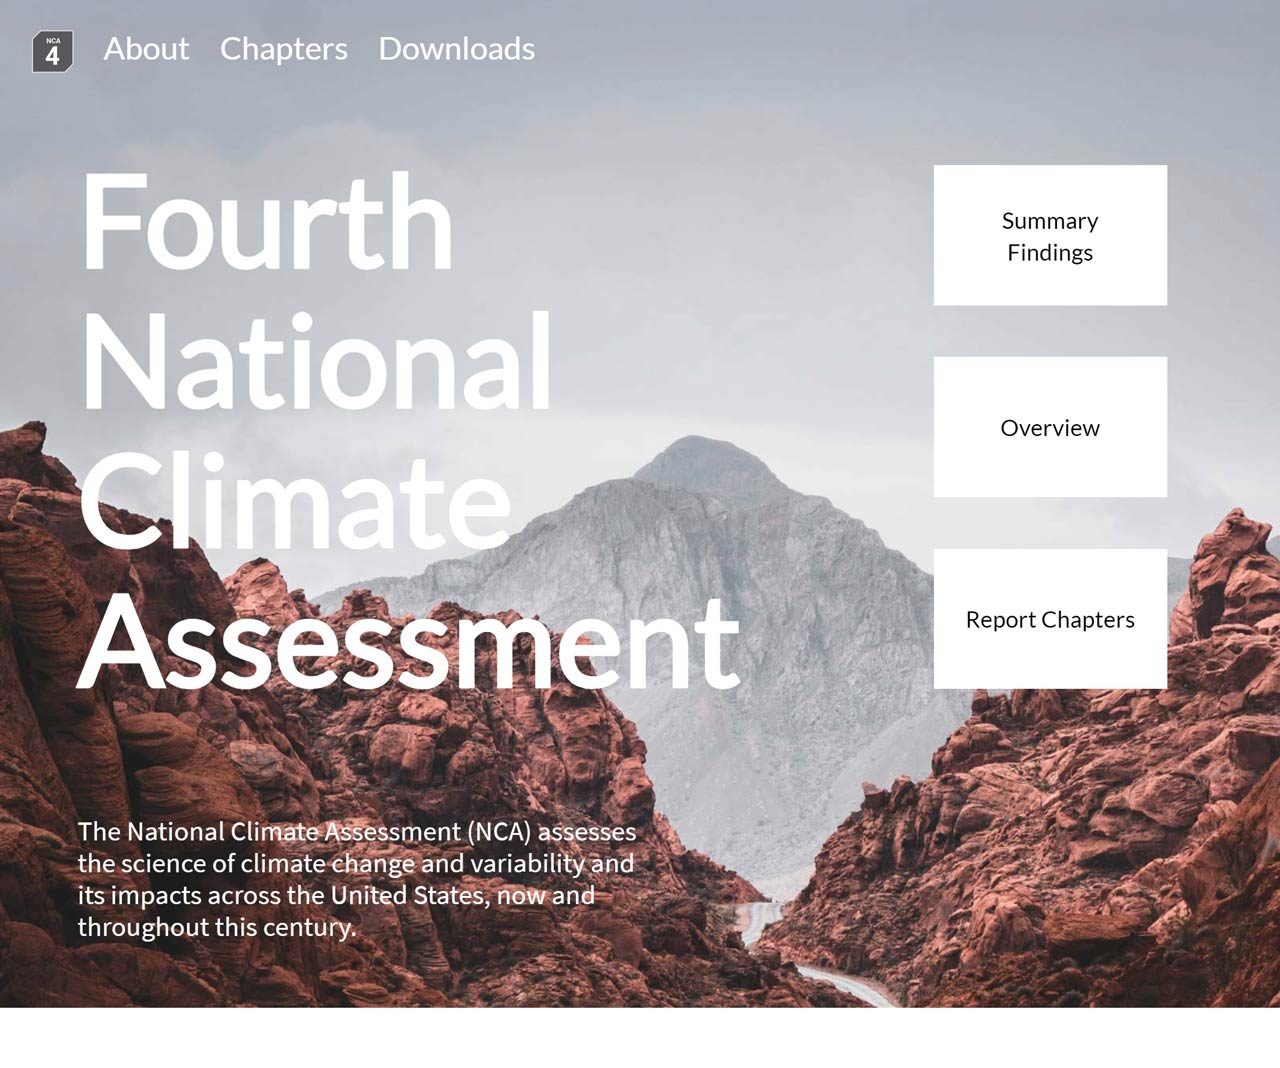 NCA
4
About Chapters Downloads
Fourth
National
Climate
Assessment
Summary
Findings
Overview
Report Chapters
The National Climate Assessment (NCA) assesses
the science of climate change and variability and
its impacts across the United States, now and
throughout this century.